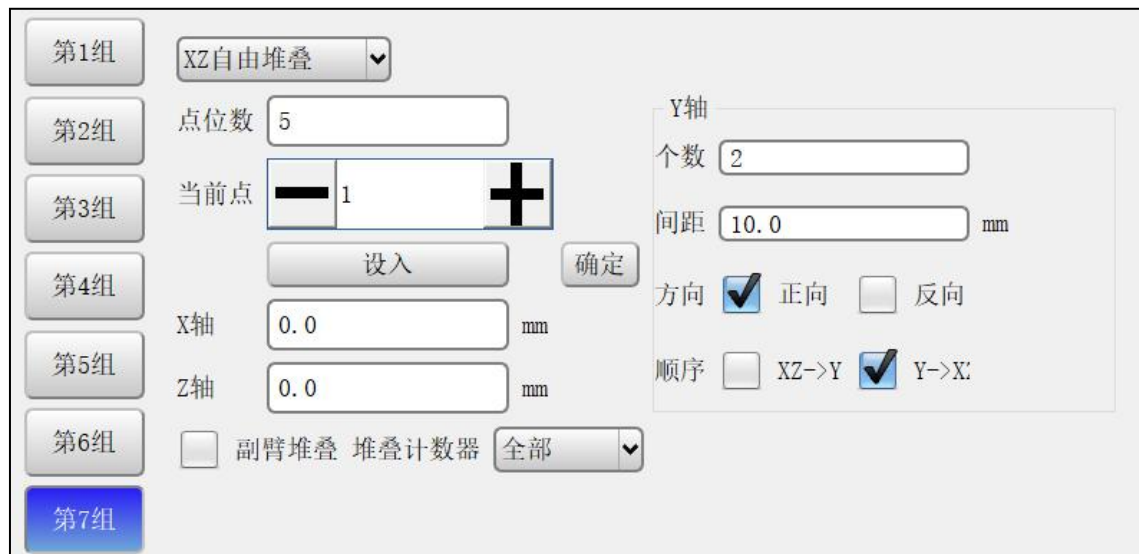 第1组
第2组
第3组
第4组
第5组
第6组
第7组
XZ自由堆叠
点位数 5
当前点 1
设入 确定
X轴 0.0 mm
Z轴 0.0 mm
副臂堆叠 堆叠计数器 全部
Y轴
个数 2
间距 10.0 mm
方向 正向 反向
顺序 XZ->Y Y->XZ